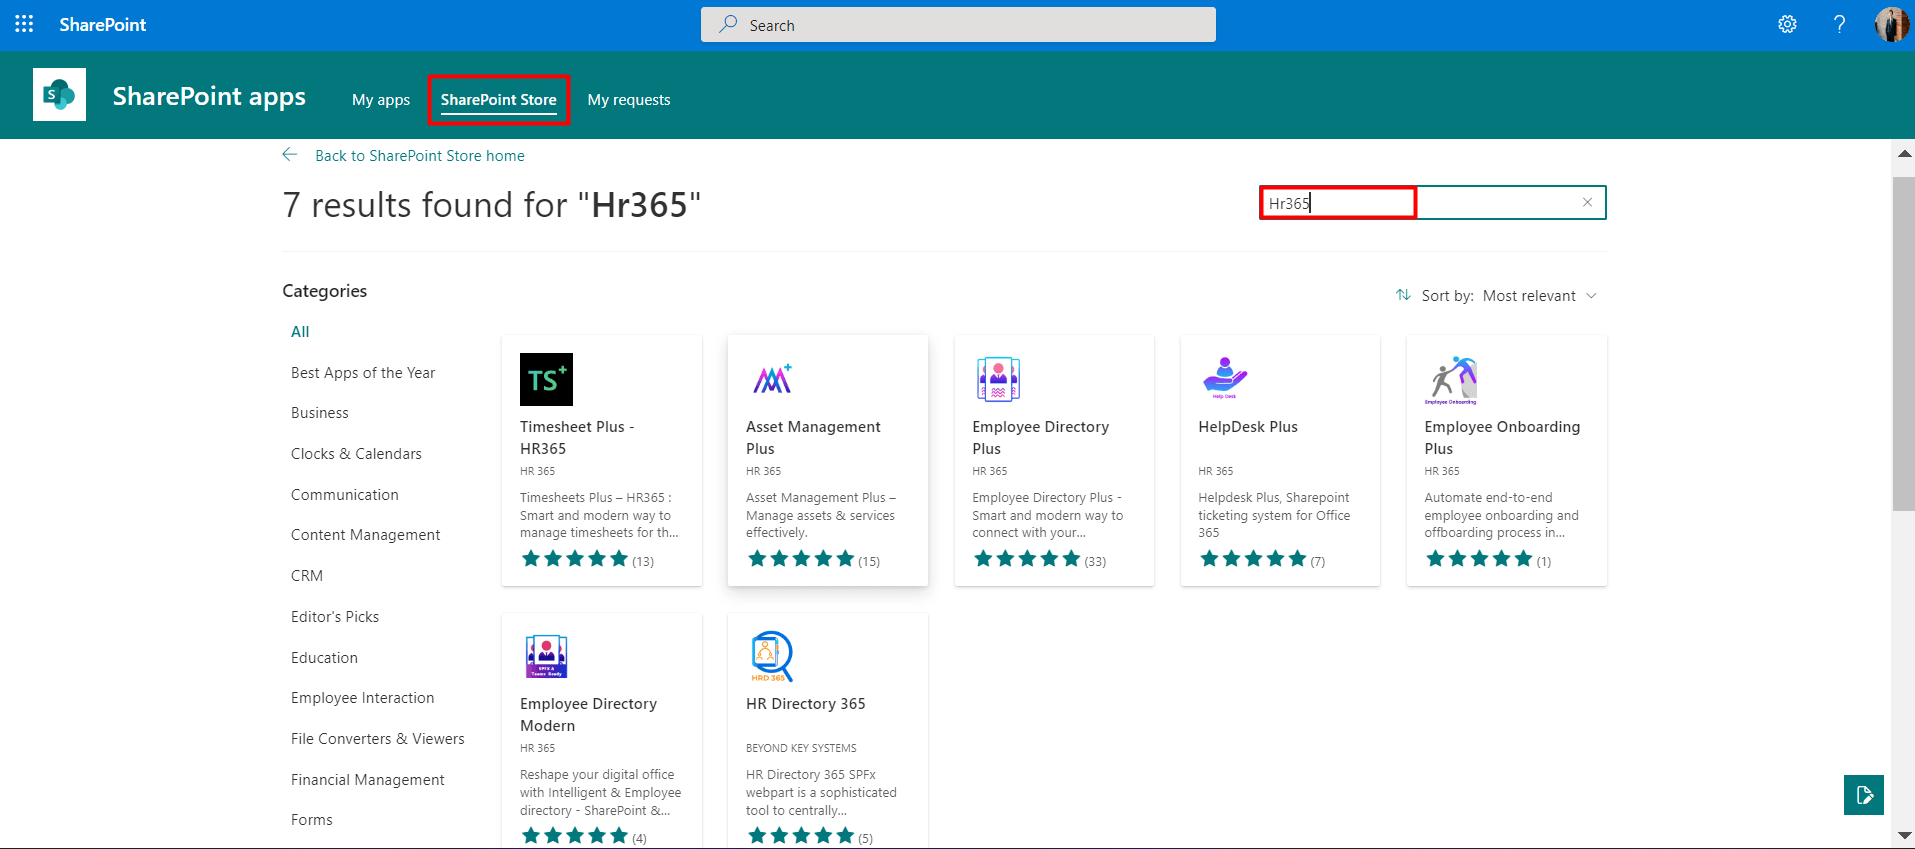 SharePoint
Search
SharePoint apps
My apps
SharePoint Store
My requests
Back to SharePoint Store home
7 results found for "Hr365"
Hr365
Categories
Sort by: Most relevant
All
Best Apps of the Year
Business
Clocks & Calendars
Communication
Content Management
CRM
Editor's Picks
Education
Employee Interaction
File Converters & Viewers
Financial Management
Forms
TS+
Timesheet Plus -
HR365
HR 365
Timesheets Plus – HR365 :
Smart and modern way to
manage timesheets for th...
(13)
Asset Management
Plus
HR 365
Asset Management Plus –
Manage assets & services
effectively.
(15)
Employee Directory
Plus
HR 365
Employee Directory Plus -
Smart and modern way to
connect with your...
(33)
Help Desk
HelpDesk Plus
HR 365
Helpdesk Plus, Sharepoint
ticketing system for Office
365
(7)
Employee Onboarding
Employee Onboarding
Plus
HR 365
Automate end-to-end
employee onboarding and
offboarding process in...
(1)
SPFX &
Teams Ready
Employee Directory
Modern
HR 365
Reshape your digital office
with Intelligent & Employee
directory - SharePoint &...
(4)
HRD 365
HR Directory 365
BEYOND KEY SYSTEMS
HR Directory 365 SPFx
webpart is a sophisticated
tool to centrally...
(5)